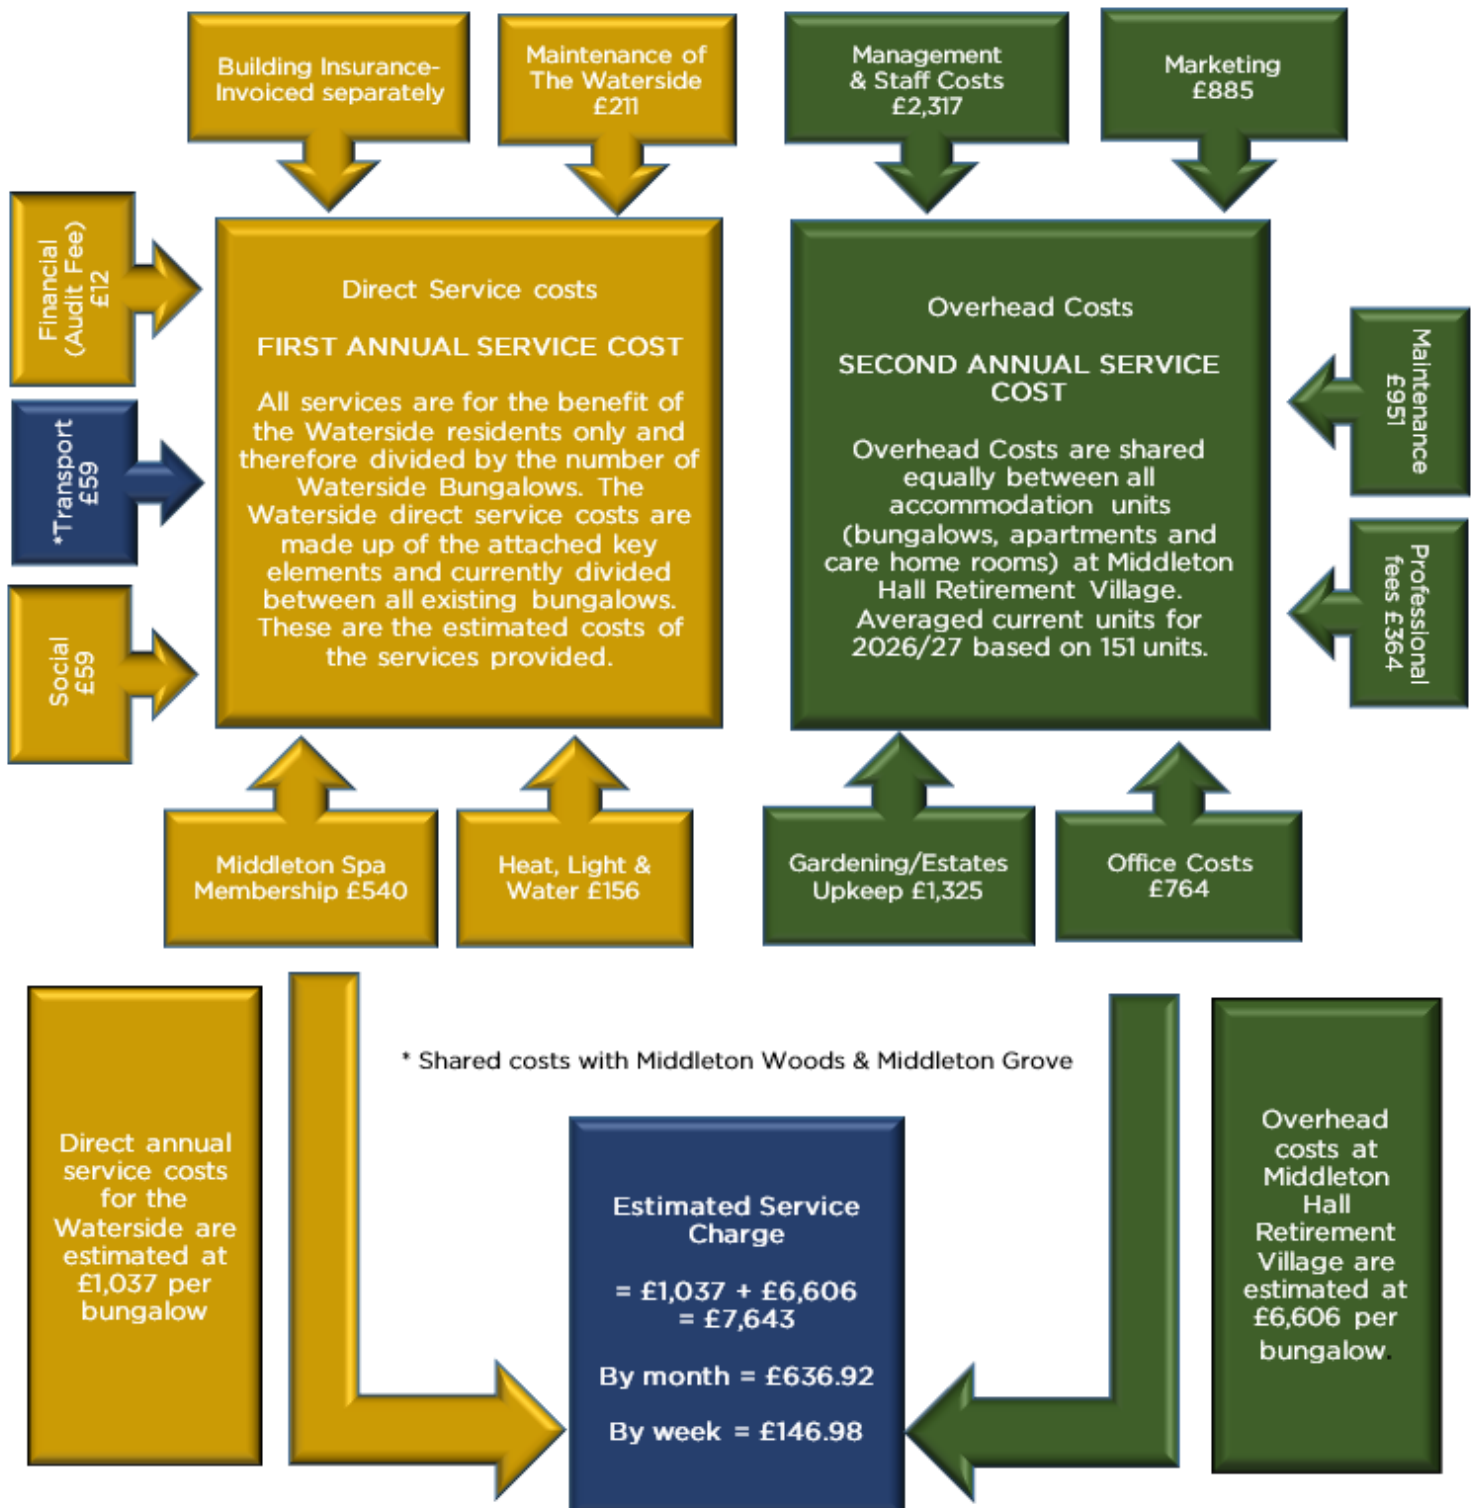 Building Insurance-
Invoiced separately
Maintenance of
The Waterside
£211
Management
& Staff Costs
£2,317
Marketing
£885
Financial
(Audit Fee)
£12
*Transport
£59
Social
£59
Direct Service costs
FIRST ANNUAL SERVICE COST
All services are for the benefit of
the Waterside residents only and
therefore divided by the number of
Waterside Bungalows. The
Waterside direct service costs are
made up of the attached key
elements and currently divided
between all existing bungalows.
These are the estimated costs of
the services provided.
Overhead Costs
SECOND ANNUAL SERVICE
COST
Overhead Costs are shared
equally between all
accommodation units
(bungalows, apartments and
care home rooms) at Middleton
Hall Retirement Village.
Averaged current units for
2026/27 based on 151 units.
Maintenance
£951
Professional
fees £364
Middleton Spa
Membership £540
Heat, Light &
Water £156
Gardening/Estates
Upkeep £1,325
Office Costs
£764
* Shared costs with Middleton Woods & Middleton Grove
Direct annual
service costs
for the
Waterside are
estimated at
£1,037 per
bungalow
Estimated Service
Charge
= £1,037 + £6,606
= £7,643
By month = £636.92
By week = £146.98
Overhead
costs at
Middleton
Hall
Retirement
Village are
estimated at
£6,606 per
bungalow.